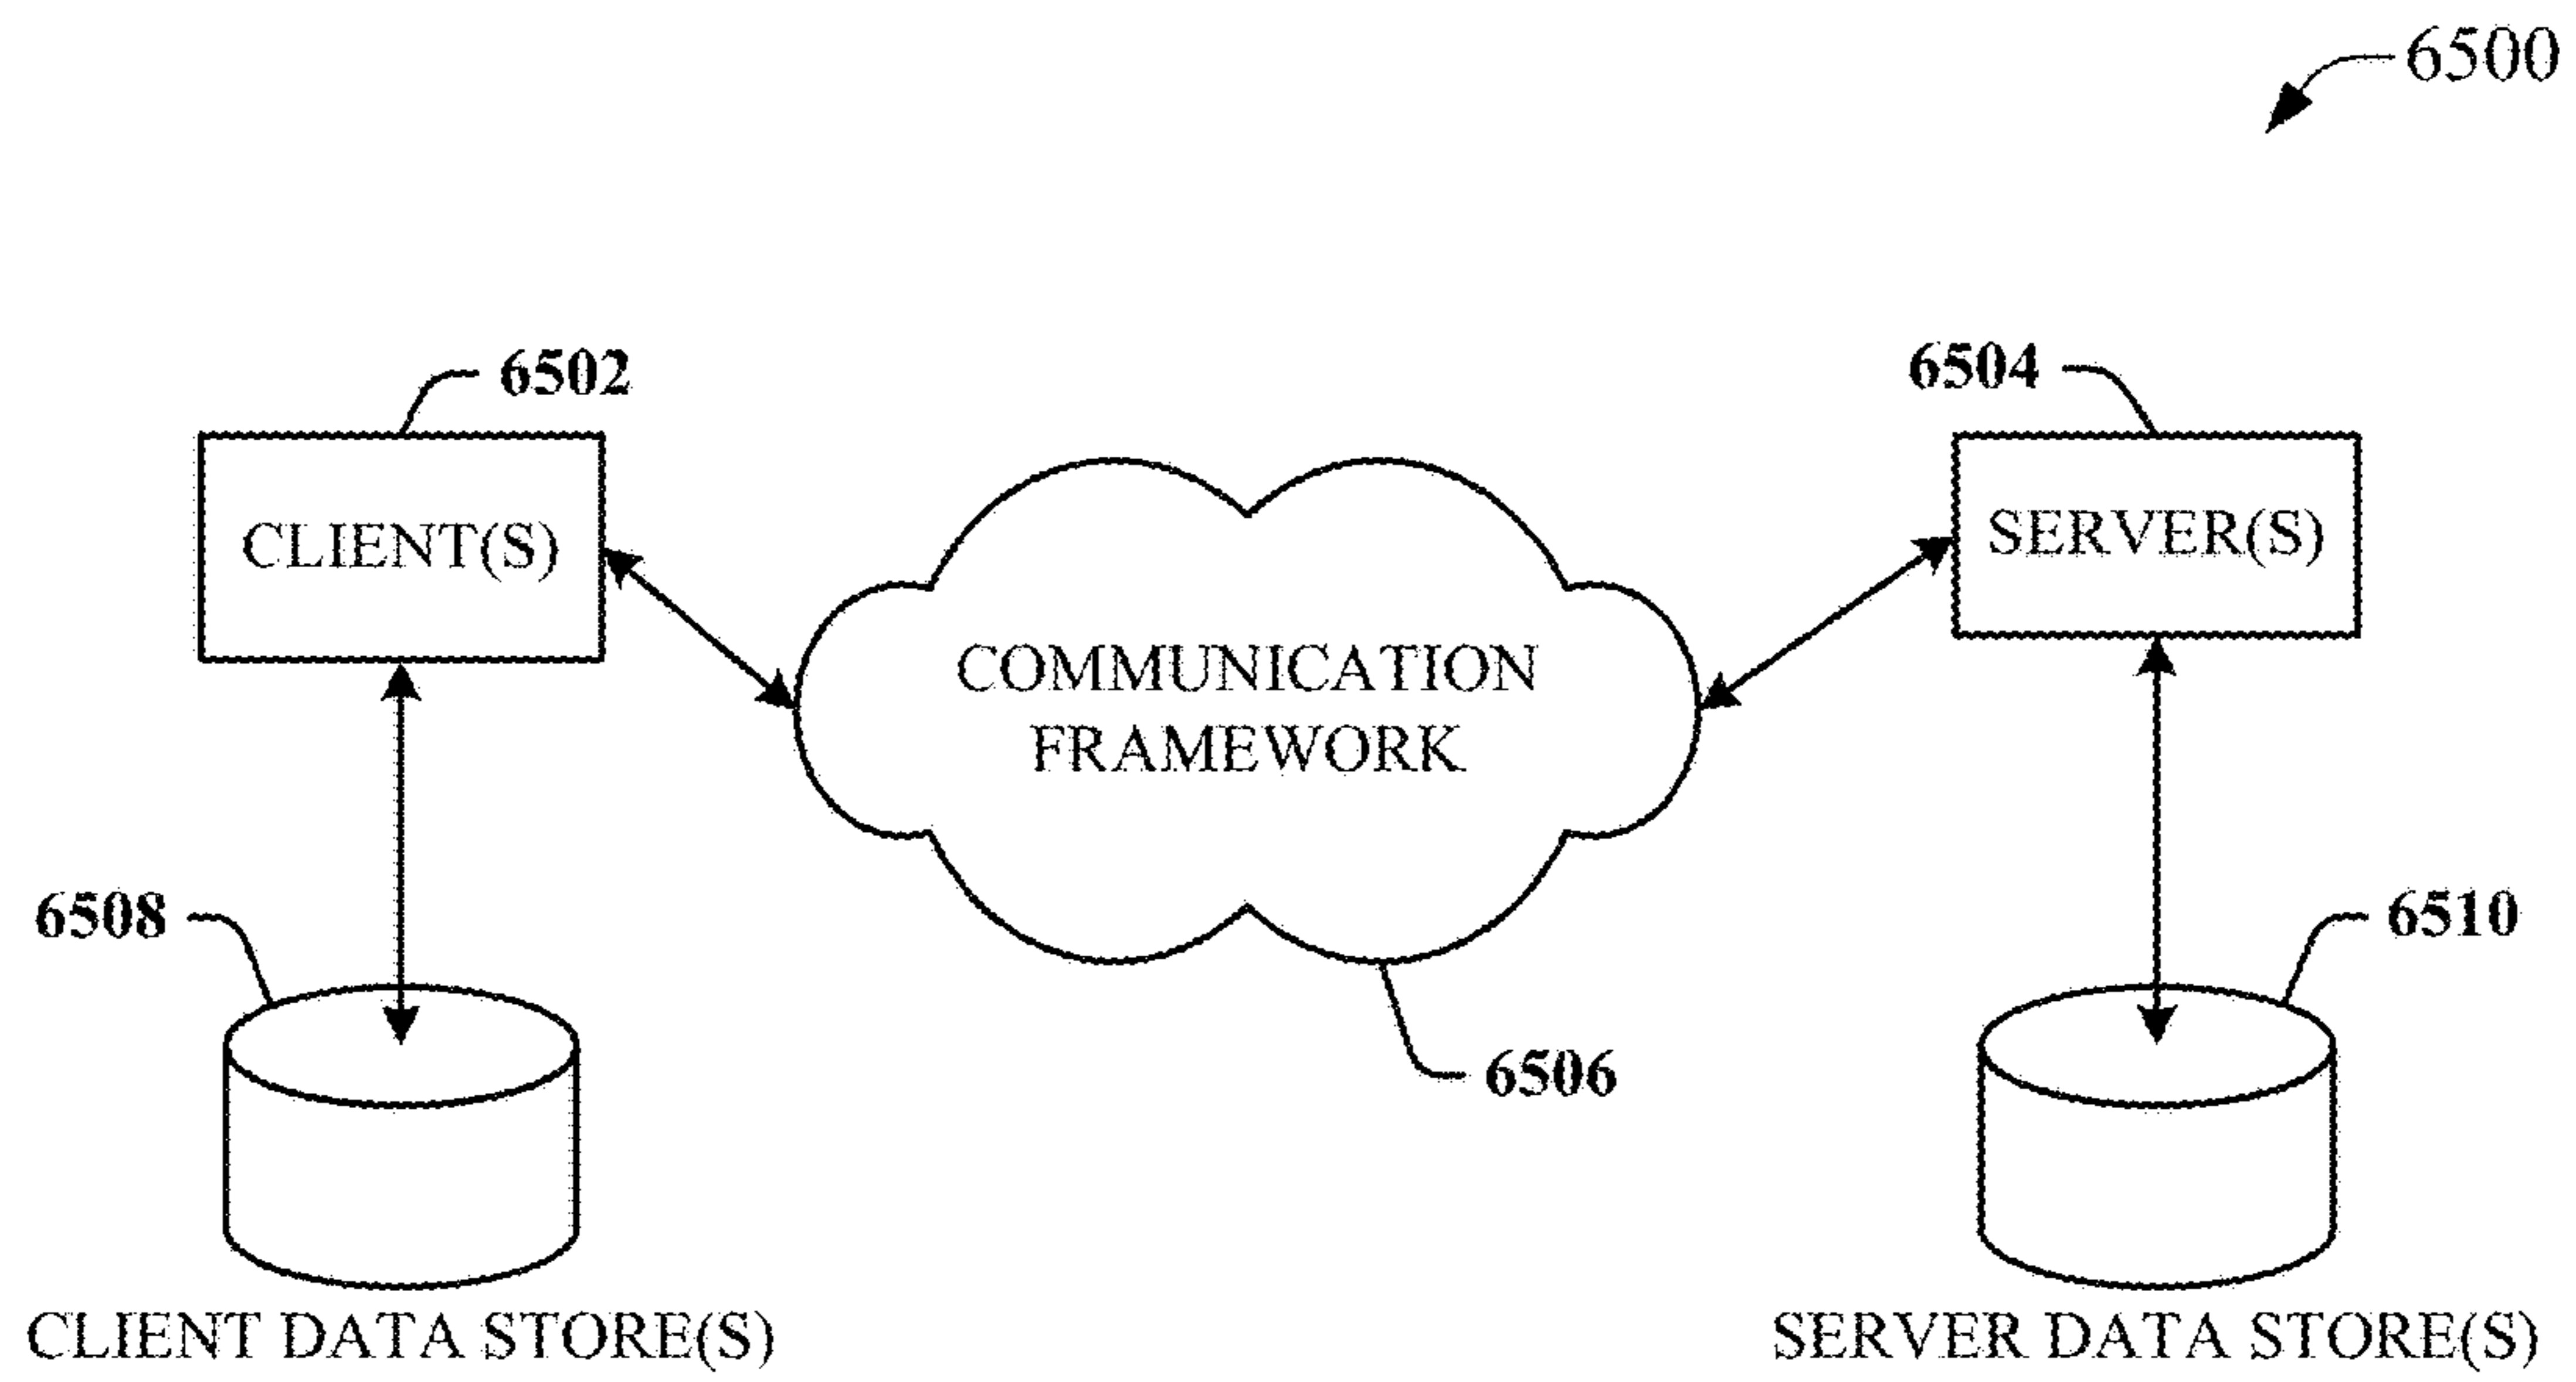 6500
6502
6504
CLIENT(S)
SERVER(S)
COMMUNICATION
FRAMEWORK
6508
6510
6506
CLIENT DATA STORE(S)
SERVER DATA STORE(S)